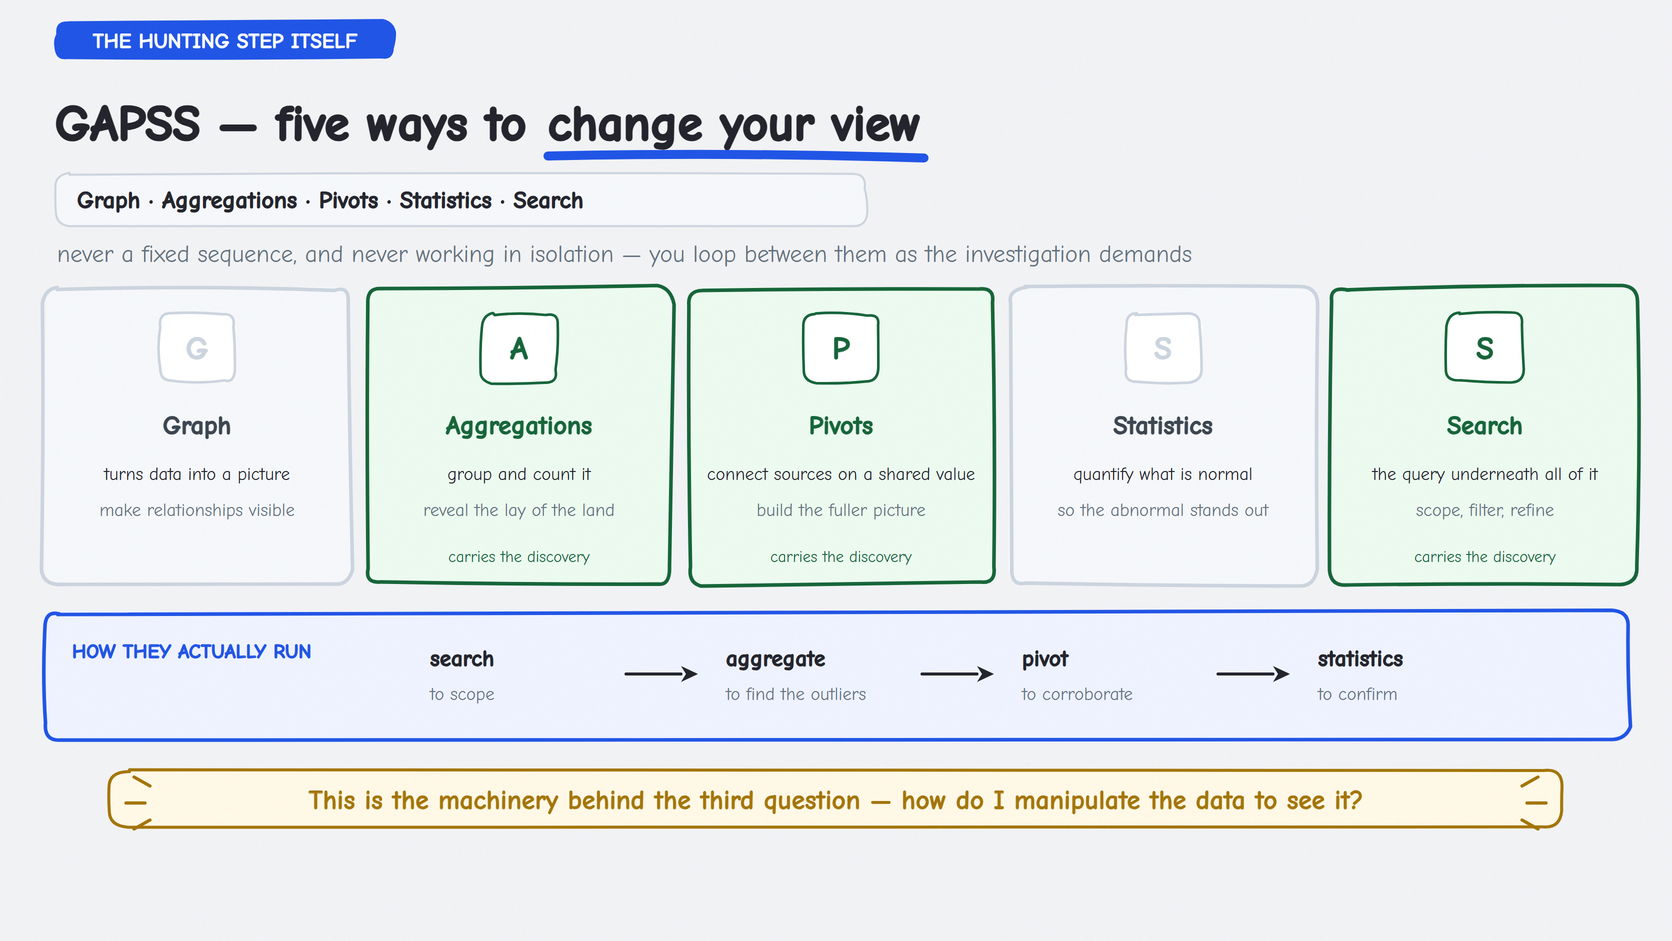 THE HUNTING STEP ITSELF
GAPSS — five ways to change your view
Graph · Aggregations · Pivots · Statistics · Search
never a fixed sequence, and never working in isolation — you loop between them as the investigation demands
G
Graph
turns data into a picture
make relationships visible
A
Aggregations
group and count it
reveal the lay of the land
carries the discovery
P
Pivots
connect sources on a shared value
build the fuller picture
carries the discovery
S
Statistics
quantify what is normal
so the abnormal stands out
S
Search
the query underneath all of it
scope, filter, refine
carries the discovery
HOW THEY ACTUALLY RUN
search
to scope
aggregate
to find the outliers
pivot
to corroborate
statistics
to confirm
This is the machinery behind the third question — how do I manipulate the data to see it?